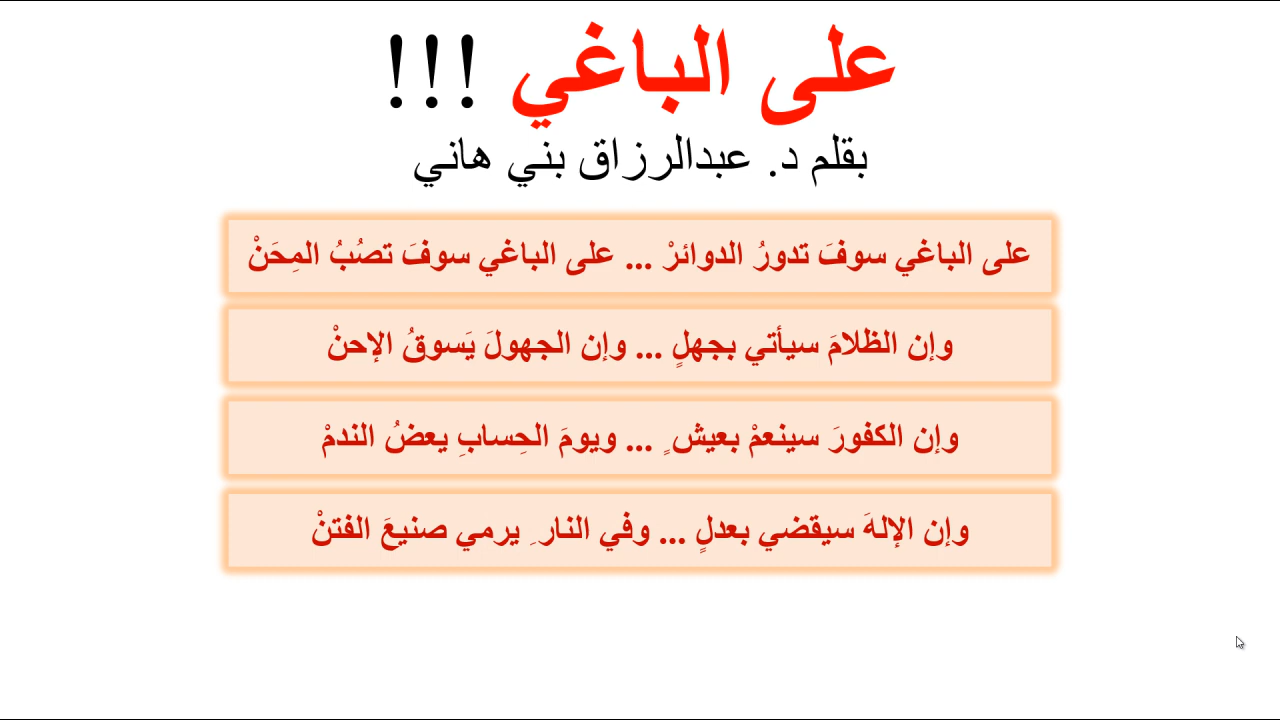 على الباغي !!!
بقلم د. عبدالرزاق بني هاني
على الباغي سوفَ تدورُ الدوائرْ ... على الباغي سوفَ تصُبُ المِحَنْ
وإن الظلامَ سيأتي بجهلٍ ... وإن الجهولَ يَسوقُ الإحنْ
وإن الكفورَ سينعمْ بعيش ٍ ... ويومَ الحِسابِ يعضُ الندمْ
وإن الإلهَ سيقضي بعدلٍ ... وفي النار ِ يرمي صنيعَ الفتنْ